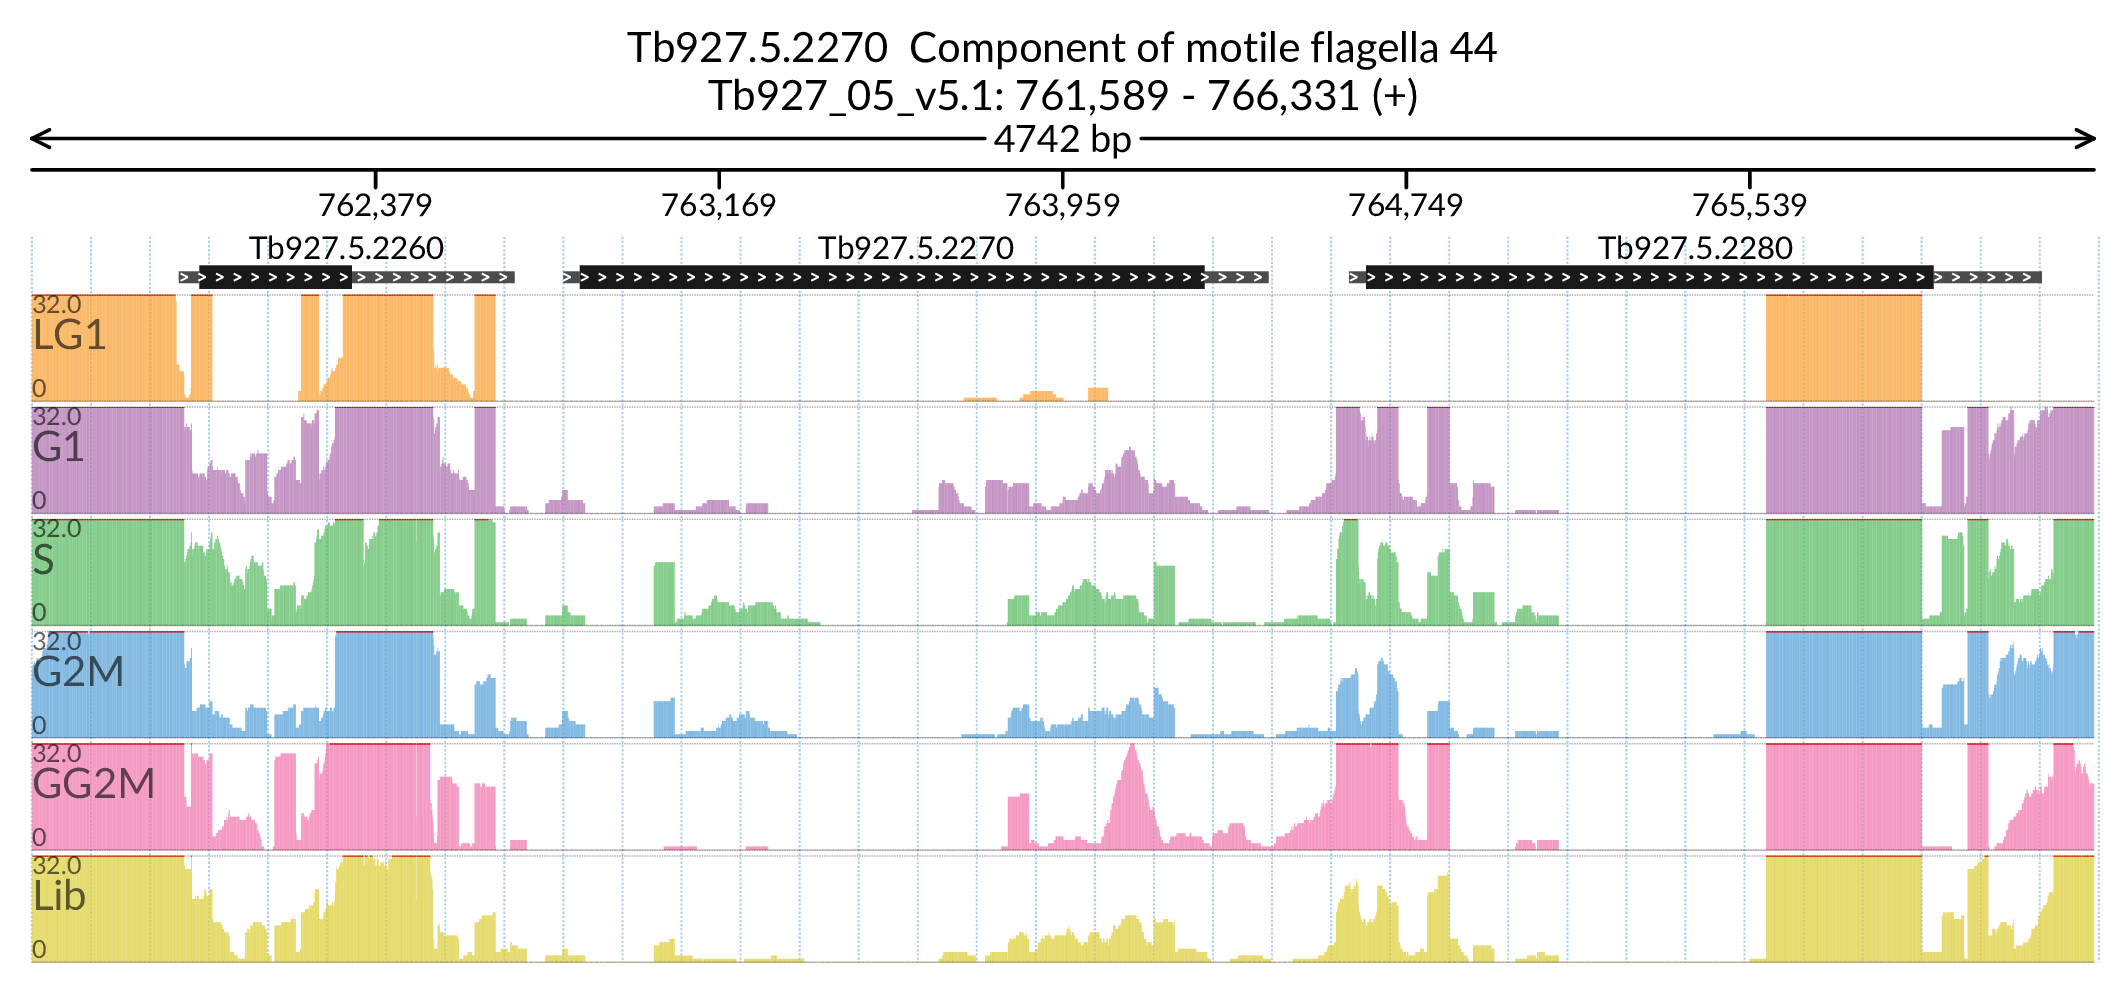 Tb927.5.2270  Component of motile flagella 44
Tb927_05_v5.1: 761,589 - 766,331 (+)
4742 bp
762,379 763,169 763,959 764,749 765,539
Tb927.5.2260 Tb927.5.2270 Tb927.5.2280
32.0
LG1
0
32.0
G1
0
32.0
S
0
32.0
G2M
0
32.0
GG2M
0
32.0
Lib
0